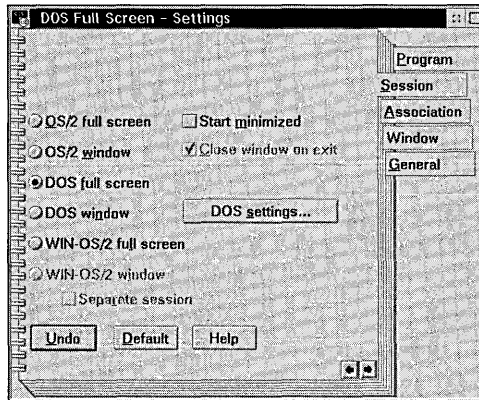 DOS Full Screen - Settings
Program
Session
Association
Window
General
OS/2 full screen
Start minimized
OS/2 window
Close window on exit
DOS full screen
DOS window
DOS settings...
WIN-OS/2 full screen
WIN-OS/2 window
Separate session
Undo
Default
Help